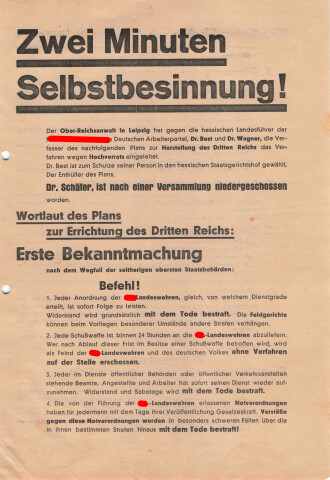 Zwei Minuten
Selbstbesinnung!
Der Ober-Reichsanwalt in Leipzig hat gegen die hessischen Landesführer der
Deutschen Arbeiterpartei, Dr. Best und Dr. Wagner, die Ver-
fasser des nachfolgenden Plans zur Herstellung des Dritten Reichs das Ver-
fahren wegen Hochverrats eingeleitet.
Dr. Best ist zum Schutze seiner Person in den hessischen Staatsgerichtshof gewählt.
Der Enthüller des Plans,
Dr. Schäfer, ist nach einer Versammlung niedergeschossen
worden.
Wortlaut des Plans
zur Errichtung des Dritten Reichs:
Erste Bekanntmachung
nach dem Wegfall der seitherigen obersten Staatsbehörden:
Befehl!
1. Jeder Anordnung der -Landeswehren, gleich, von welchem Dienstgrade
erteilt, ist sofort Folge zu leisten.
Widerstand wird grundsätzlich mit dem Tode bestraft. Die Feldgerichte
können beim Vorliegen besonderer Umstände andere Strafen verhängen.
2. Jede Schußwaffe ist binnen 24 Stunden an die -Landeswehren abzuliefern.
Wer nach Ablauf dieser Frist im Besitze einer Schußwaffe betroffen wird, wird
als Feind der -Landeswehren und des deutschen Volkes ohne Verfahren
auf der Stelle erschossen.
3. Jeder im Dienste öffentlicher Behörden oder öffentlicher Verkehrsanstalten
stehende Beamte, Angestellte und Arbeiter hat sofort seinen Dienst wieder aufzu-
nehmen. Widerstand und Sabotage wird mit dem Tode bestraft.
4. Die von der Führung der -Landeswehren erlassenen Notverordnungen
haben für jedermann mit dem Tage ihrer Veröffentlichung Gesetzeskraft. Verstöße
gegen diese Notverordnungen werden in besonders schweren Fällen über die
in ihnen bestimmten Strafen hinaus mit dem Tode bestraft!